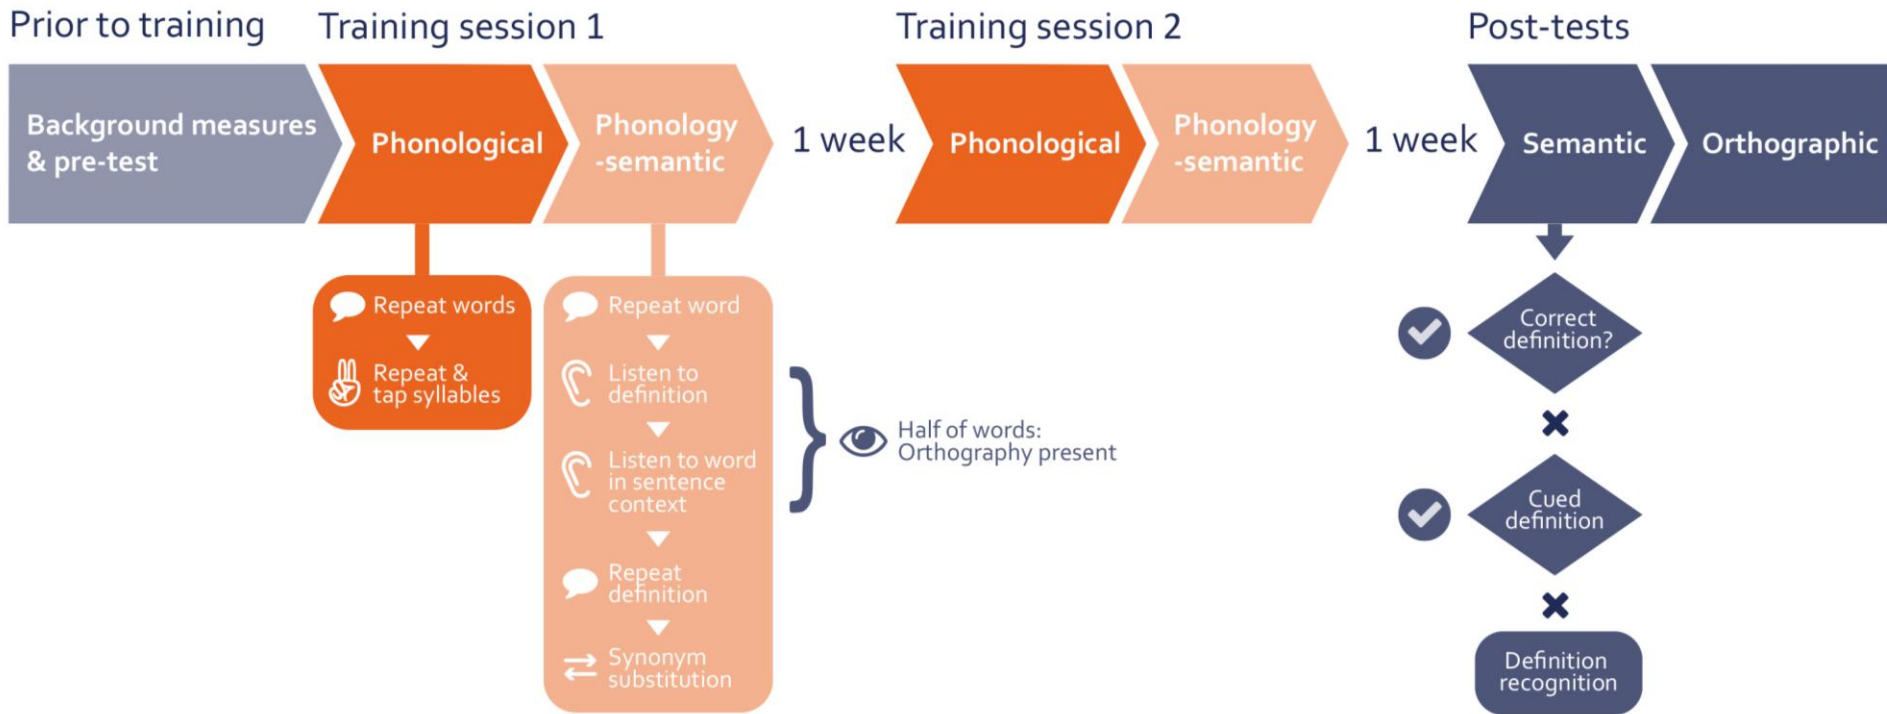 Prior to training
Training session 1
Training session 2
Post-tests
Background measures
& pre-test
Phonological
Phonology
-semantic
1 week
Phonological
Phonology
-semantic
1 week
Semantic
Orthographic
Repeat words
Repeat &
tap syllables
Repeat word
Listen to
definition
Listen to word
in sentence
context
Repeat
definition
Synonym
substitution
Half of words:
Orthography present
Correct
definition?
Cued
definition
Definition
recognition